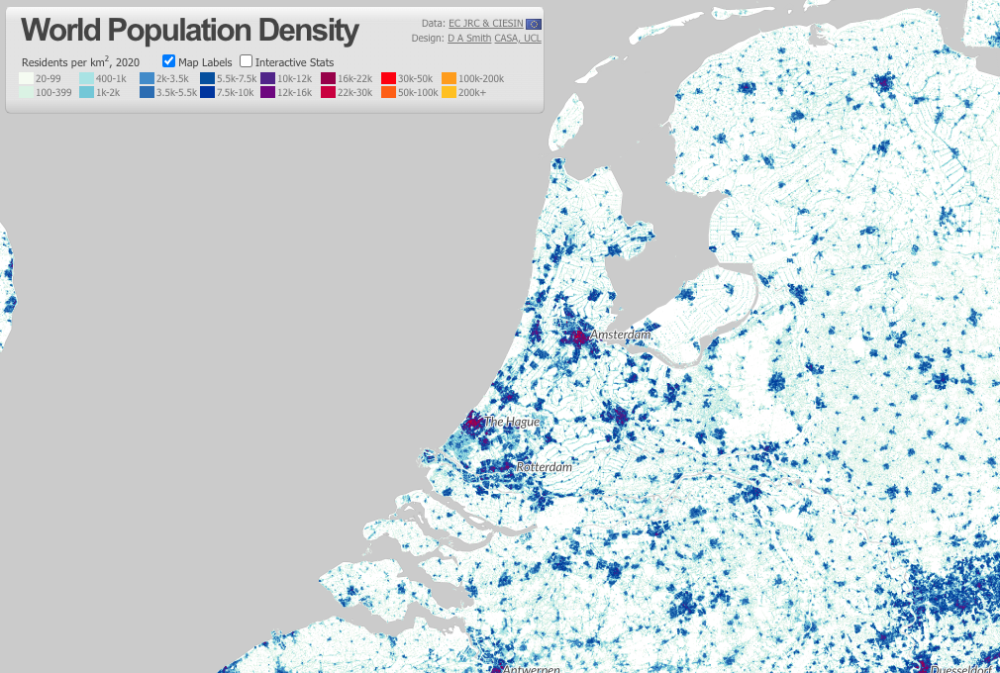 World Population Density
Data: EC JRC & CIESIN
Design: D A Smith CASA, UCL
Residents per km², 2020 Map Labels Interactive Stats
20-99 400-1k 2k-3.5k 5.5k-7.5k 10k-12k 16k-22k 30k-50k 100k-200k
100-399 1k-2k 3.5k-5.5k 7.5k-10k 12k-16k 22k-30k 50k-100k 200k+
Amsterdam
The Hague
Rotterdam
Antwerpen
Duesseldorf